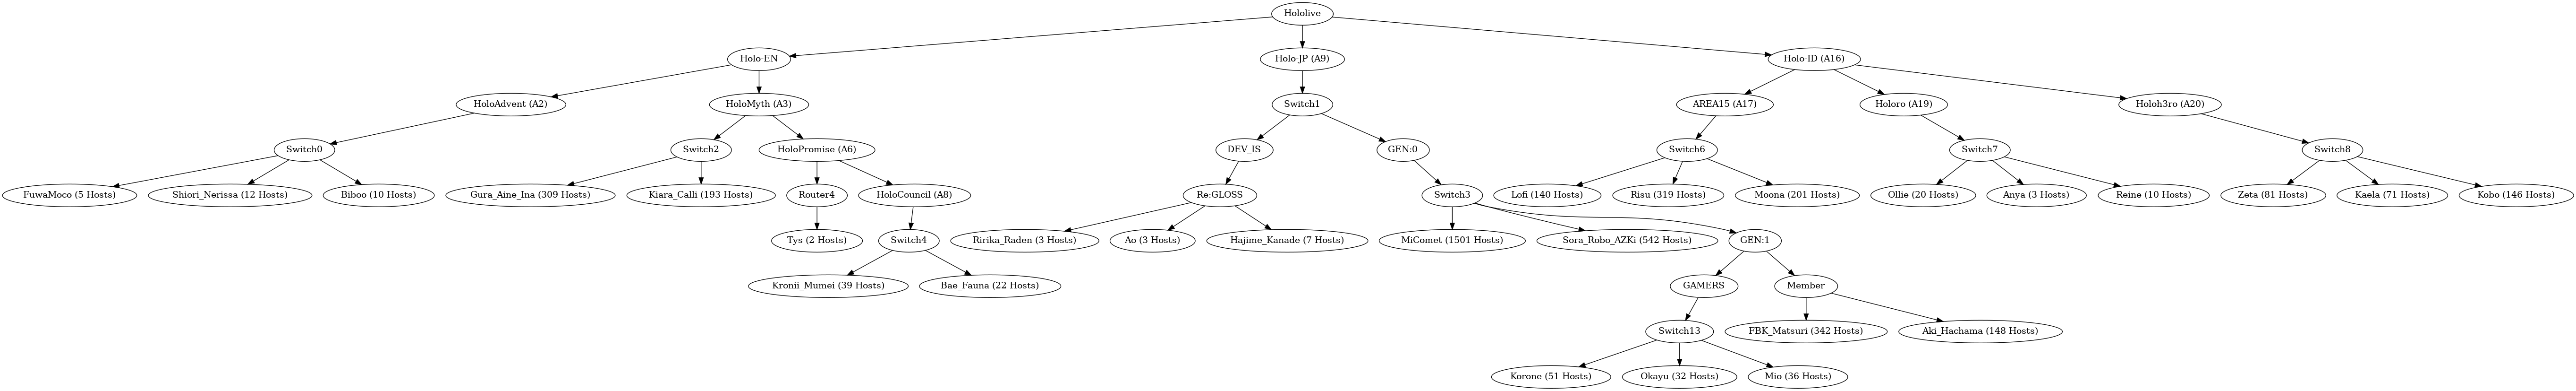 Hololive
Holo-EN
Holo-JP (A9)
Holo-ID (A16)
HoloAdvent (A2)
HoloMyth (A3)
Switch1
AREA15 (A17)
Holoro (A19)
Holoh3ro (A20)
Switch0
Switch2
HoloPromise (A6)
DEV_IS
GEN:0
Switch6
Switch7
Switch8
FuwaMoco (5 Hosts)
Shiori_Nerissa (12 Hosts)
Biboo (10 Hosts)
Gura_Aine_Ina (309 Hosts)
Kiara_Calli (193 Hosts)
Router4
HoloCouncil (A8)
Re:GLOSS
Switch3
Lofi (140 Hosts)
Risu (319 Hosts)
Moona (201 Hosts)
Ollie (20 Hosts)
Anya (3 Hosts)
Reine (10 Hosts)
Zeta (81 Hosts)
Kaela (71 Hosts)
Kobo (146 Hosts)
Tys (2 Hosts)
Switch4
Ririka_Raden (3 Hosts)
Ao (3 Hosts)
Hajime_Kanade (7 Hosts)
MiComet (1501 Hosts)
Sora_Robo_AZKi (542 Hosts)
GEN:1
Kronii_Mumei (39 Hosts)
Bae_Fauna (22 Hosts)
GAMERS
Member
Switch13
FBK_Matsuri (342 Hosts)
Aki_Hachama (148 Hosts)
Korone (51 Hosts)
Okayu (32 Hosts)
Mio (36 Hosts)